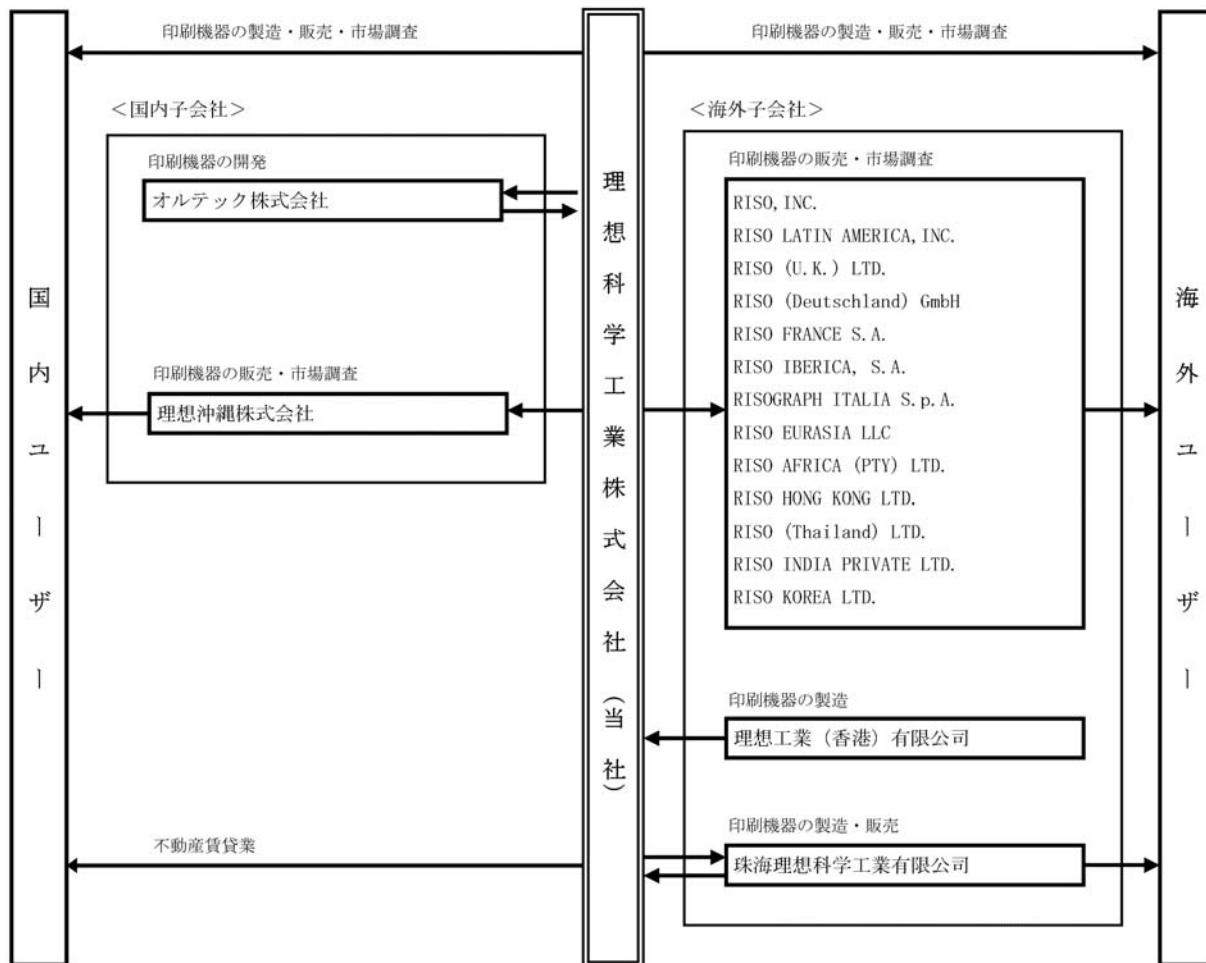 印刷機器の製造・販売・市場調査
印刷機器の製造・販売・市場調査
＜国内子会社＞
＜海外子会社＞
印刷機器の開発
オルテック株式会社
印刷機器の販売・市場調査
理想沖縄株式会社
国内ユーザー
理想科学工業株式会社（当社）
印刷機器の販売・市場調査
RISO,INC.
RISO LATIN AMERICA,INC.
RISO (U.K.) LTD.
RISO (Deutschland) GmbH
RISO FRANCE S.A.
RISO IBERICA, S.A.
RISOGRAPH ITALIA S.p.A.
RISO EURASIA LLC
RISO AFRICA (PTY) LTD.
RISO HONG KONG LTD.
RISO (Thailand) LTD.
RISO INDIA PRIVATE LTD.
RISO KOREA LTD.
海外ユーザー
印刷機器の製造
理想工業（香港）有限公司
印刷機器の製造・販売
珠海理想科学工業有限公司
不動産賃貸業